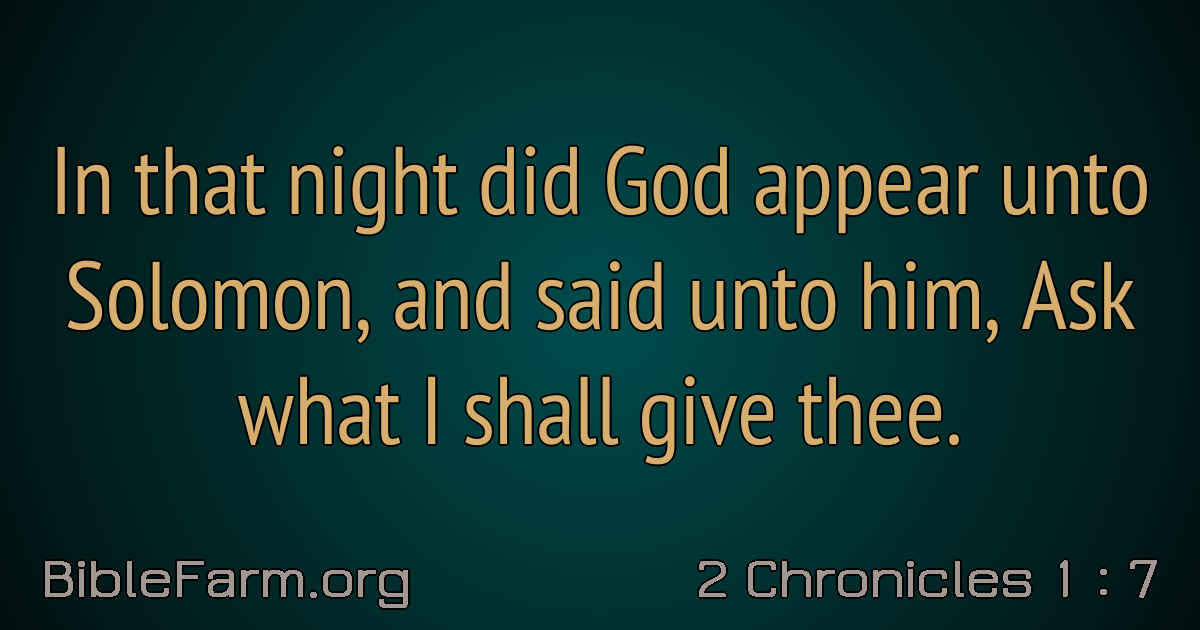 In that night did God appear unto
Solomon, and said unto him, Ask
what I shall give thee.
BibleFarm.org
2 Chronicles 1 : 7